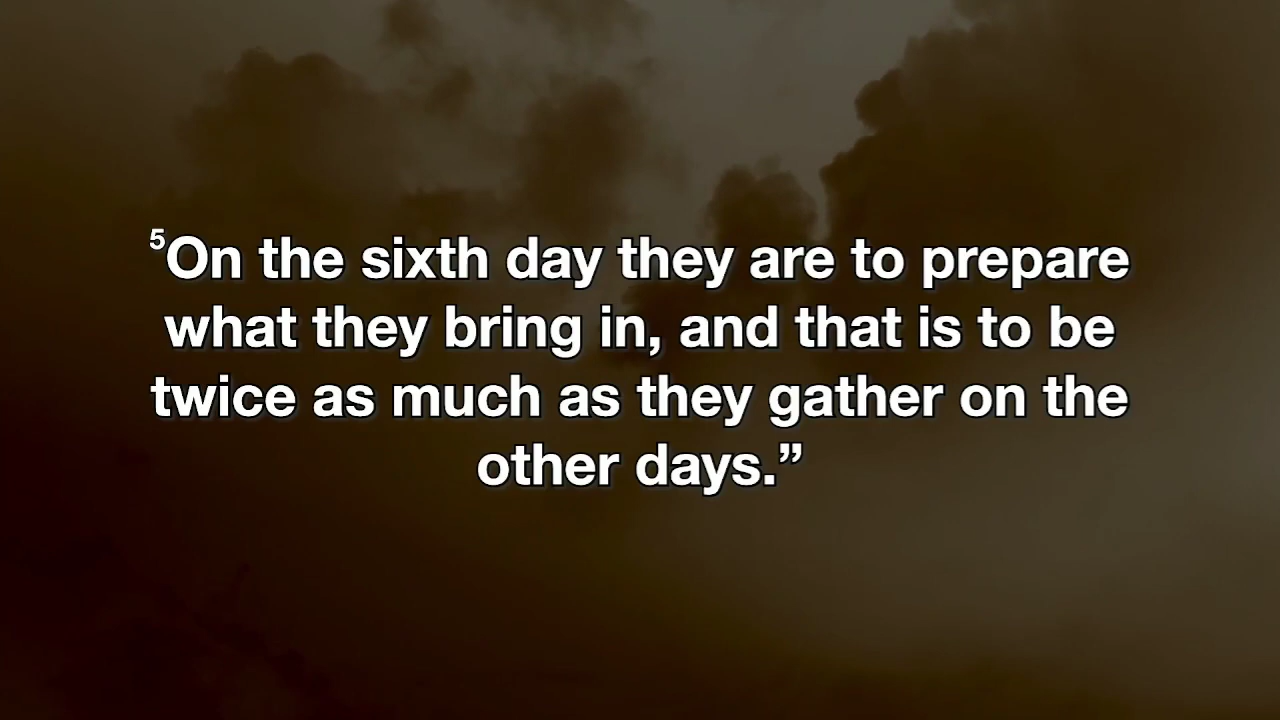 ⁵On the sixth day they are to prepare
what they bring in, and that is to be
twice as much as they gather on the
other days.”